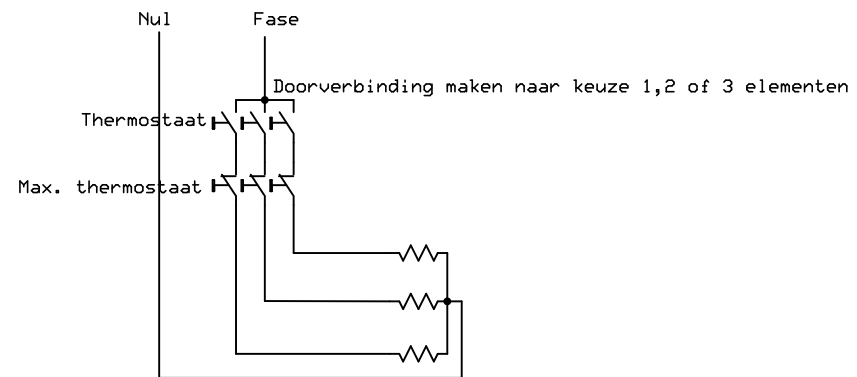 Nul
Fase
Doorverbinding maken naar keuze 1,2 of 3 elementen
Thermostaat
Max. thermostaat